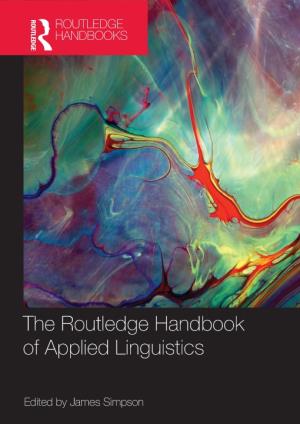 ROUTLEDGE
ROUTLEDGE
HANDBOOKS
The Routledge Handbook
of Applied Linguistics
Edited by James Simpson